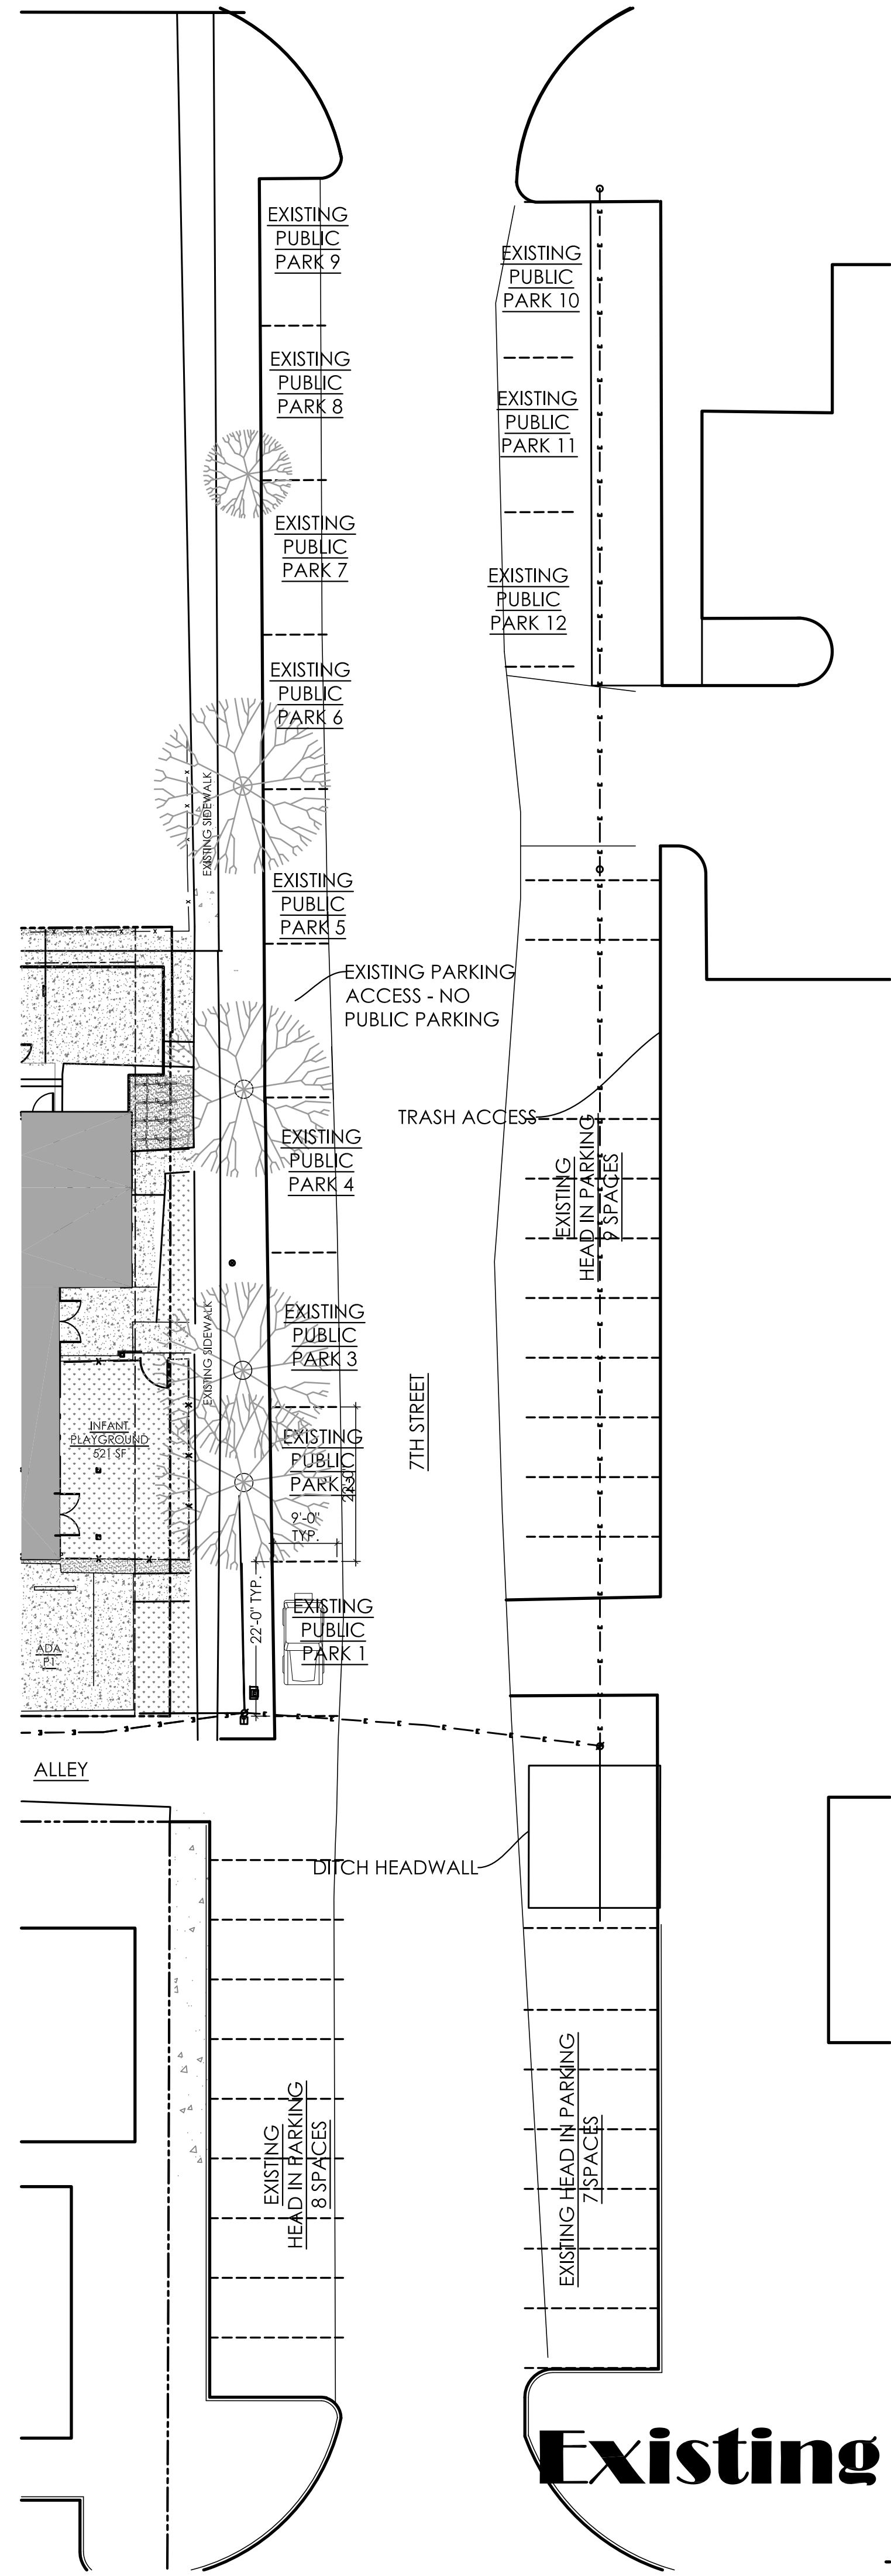 EXISTING
PUBLIC
PARK 9
EXISTING
PUBLIC
PARK 10
EXISTING
PUBLIC
PARK 8
EXISTING
PUBLIC
PARK 11
EXISTING
PUBLIC
PARK 7
EXISTING
PUBLIC
PARK 12
EXISTING
PUBLIC
PARK 6
EXISTING SIDEWALK
EXISTING
PUBLIC
PARK 5
EXISTING PARKING
ACCESS - NO
PUBLIC PARKING
TRASH ACCESS
EXISTING
PUBLIC
PARK 4
EXISTING
HEAD IN PARKING
9 SPACES
EXISTING
PUBLIC
PARK 3
EXISTING SIDEWALK
7TH STREET
INFANT
PLAYGROUND
521 SF
EXISTING
PUBLIC
PARK
22'-0"
9'-0"
TYP.
22'-0" TYP.
EXISTING
PUBLIC
PARK 1
ADA
P1
ALLEY
DITCH HEADWALL
EXISTING
HEAD IN PARKING
8 SPACES
EXISTING HEAD IN PARKING
7 SPACES
Existing